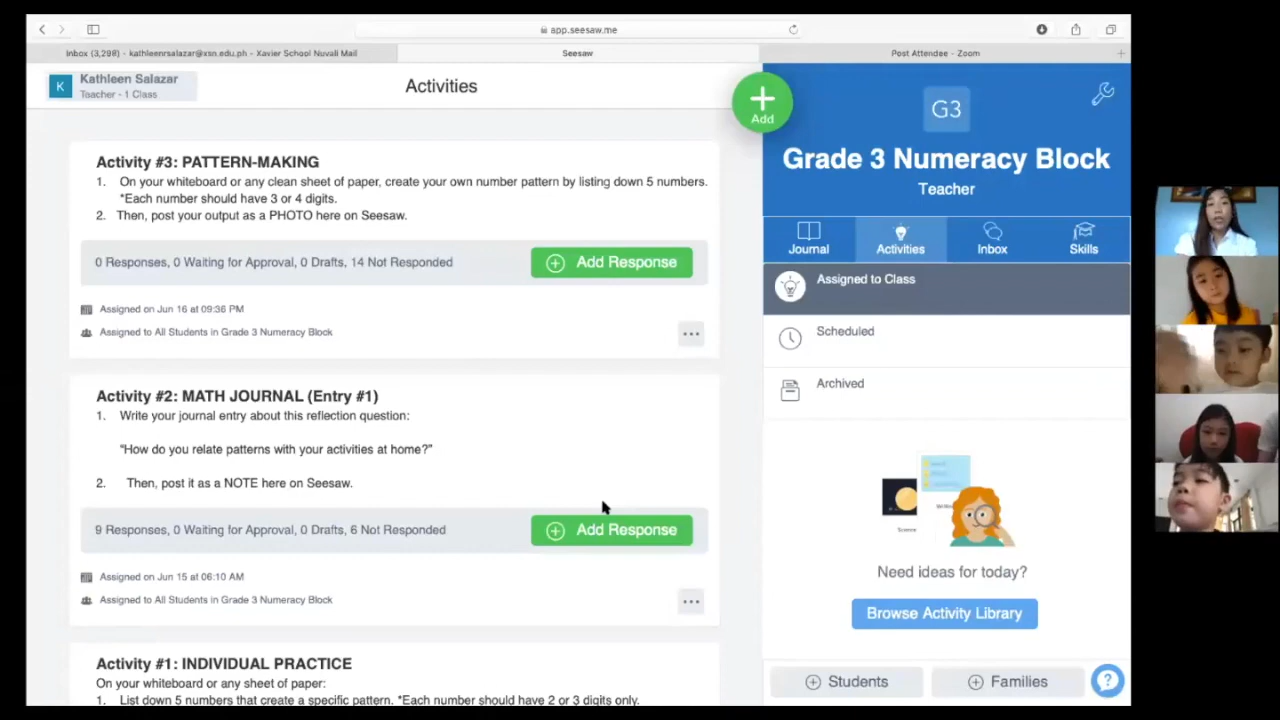 app.seesaw.me
Inbox (3,298) - kathleenrsalazar@xsn.edu.ph - Xavier School Nuvali Mail
Seesaw
Post Attendee - Zoom
K
Kathleen Salazar
Teacher - 1 Class
Activities
Add
G3
Grade 3 Numeracy Block
Teacher
Journal
Activities
Inbox
Skills
Activity #3: PATTERN-MAKING
1. On your whiteboard or any clean sheet of paper, create your own number pattern by listing down 5 numbers.
*Each number should have 3 or 4 digits.
2. Then, post your output as a PHOTO here on Seesaw.
0 Responses, 0 Waiting for Approval, 0 Drafts, 14 Not Responded
Add Response
Assigned on Jun 16 at 09:36 PM
Assigned to All Students in Grade 3 Numeracy Block
Activity #2: MATH JOURNAL (Entry #1)
1. Write your journal entry about this reflection question:
“How do you relate patterns with your activities at home?”
2. Then, post it as a NOTE here on Seesaw.
9 Responses, 0 Waiting for Approval, 0 Drafts, 6 Not Responded
Add Response
Assigned on Jun 15 at 06:10 AM
Assigned to All Students in Grade 3 Numeracy Block
Activity #1: INDIVIDUAL PRACTICE
On your whiteboard or any sheet of paper:
1. List down 5 numbers that create a specific pattern. *Each number should have 2 or 3 digits only.
Assigned to Class
Scheduled
Archived
Science
Need ideas for today?
Browse Activity Library
Students
Families
?